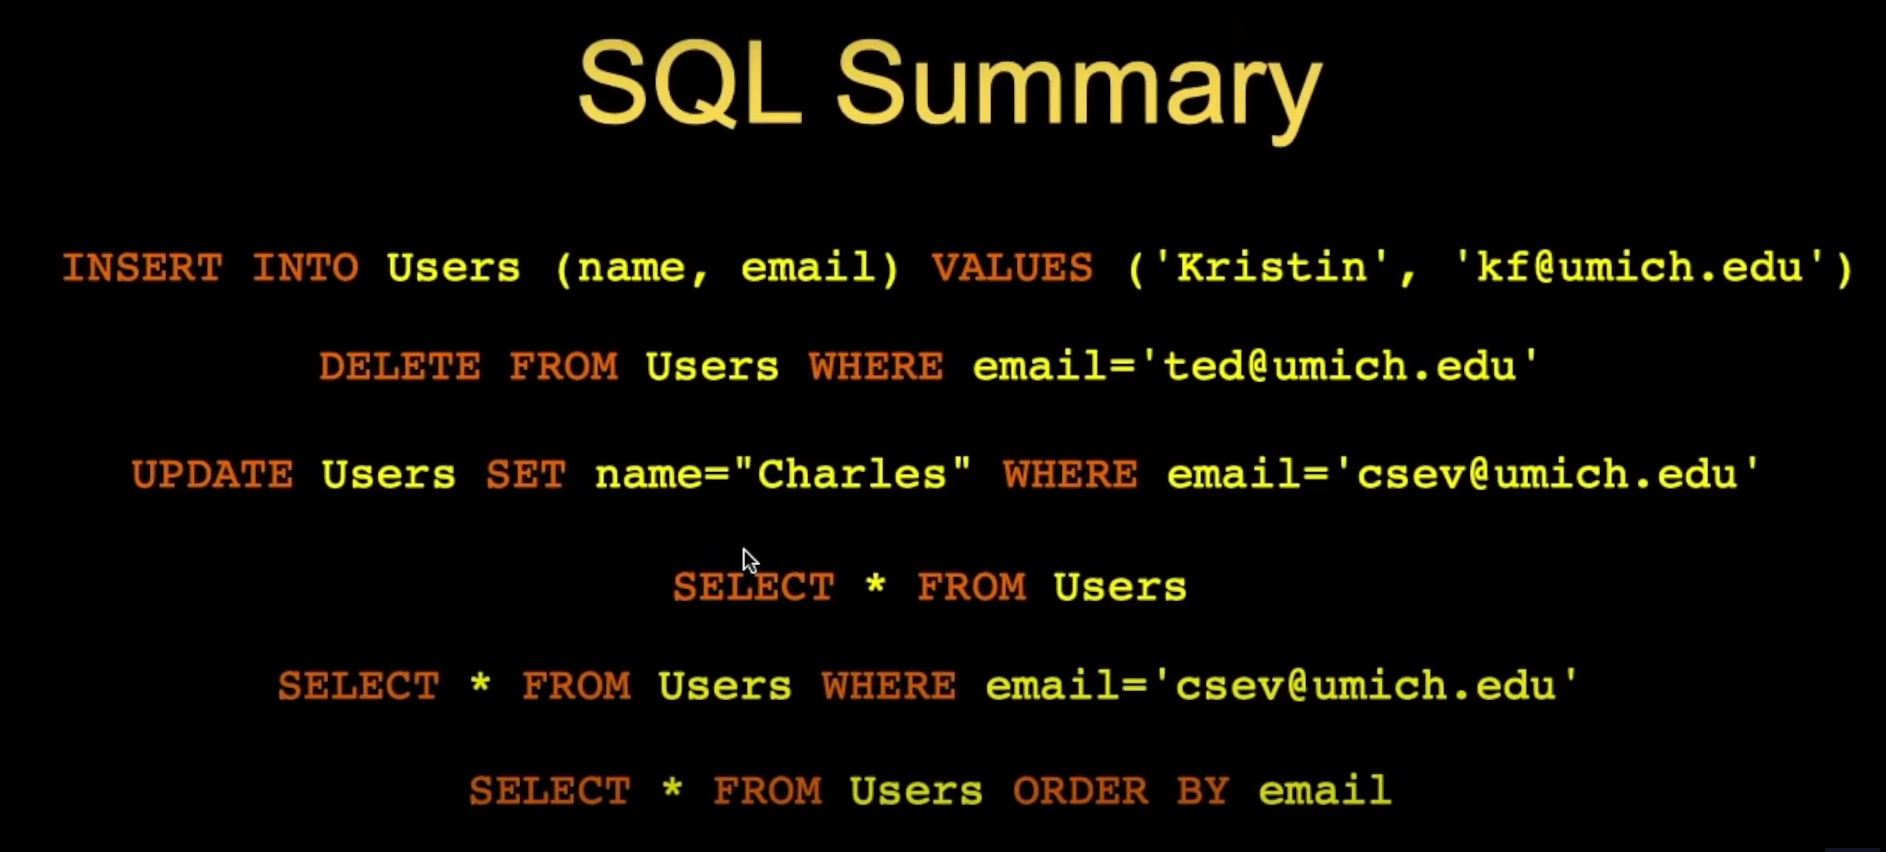 SQL Summary
INSERT INTO Users (name, email) VALUES ('Kristin', 'kf@umich.edu')
DELETE FROM Users WHERE email='ted@umich.edu'
UPDATE Users SET name="Charles" WHERE email='csev@umich.edu'
SELECT * FROM Users
SELECT * FROM Users WHERE email='csev@umich.edu'
SELECT * FROM Users ORDER BY email